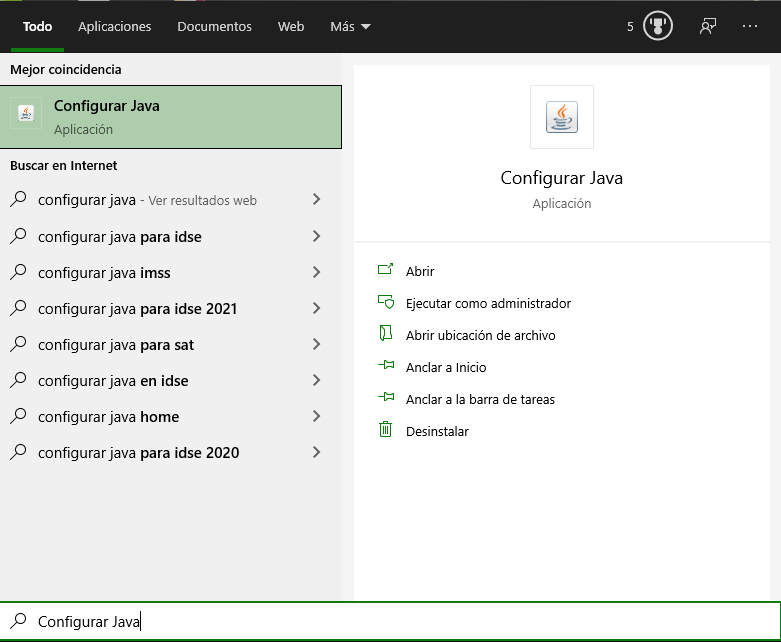 Todo Aplicaciones Documentos Web Más 5
Mejor coincidencia
Configurar Java
Aplicación
Buscar en Internet
configurar java - Ver resultados web
configurar java para idse
configurar java imss
configurar java para idse 2021
configurar java para sat
configurar java en idse
configurar java home
configurar java para idse 2020
Configurar Java
Aplicación
Abrir
Ejecutar como administrador
Abrir ubicación de archivo
Anclar a Inicio
Anclar a la barra de tareas
Desinstalar
Configurar Java